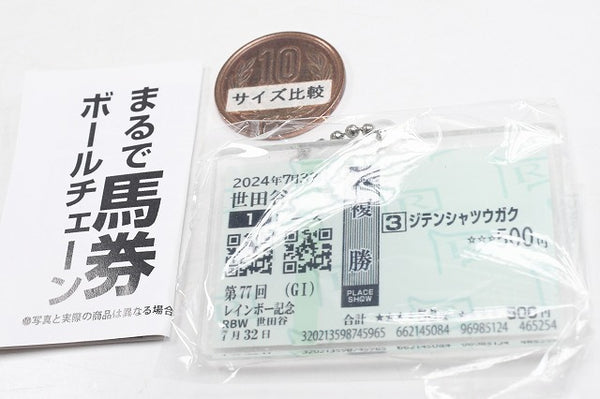 まるで馬券
ボールチェーン
※写真と実際の商品は異なる場合
10
サイズ比較
2024年7月3
世田谷
1
複勝
PLACE
SHOW
3 ジテンシャツウガク
☆☆☆500円
第77回 (GI)
レインボー記念
RBW 世田谷
7月32日
合計
500円
320213598745965 662145084 96985124 465254